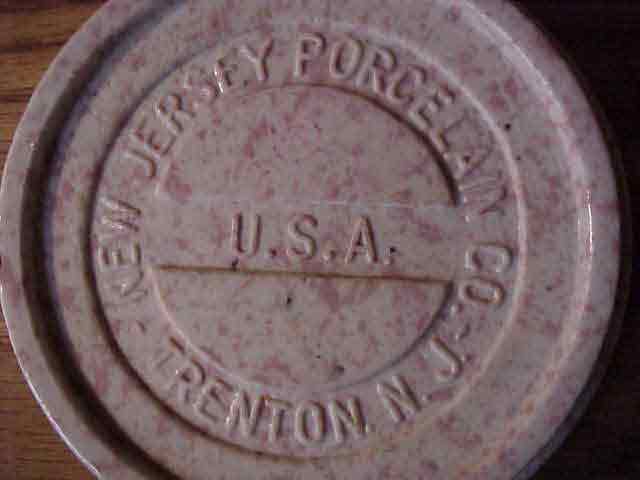 NEW JERSEY PORCELAIN CO.
U.S.A.
- TRENTON, N. J. -